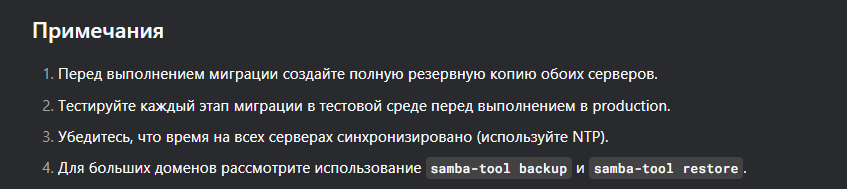 Примечания
1. Перед выполнением миграции создайте полную резервную копию обоих серверов.
2. Тестируйте каждый этап миграции в тестовой среде перед выполнением в production.
3. Убедитесь, что время на всех серверах синхронизировано (используйте NTP).
4. Для больших доменов рассмотрите использование samba-tool backup и samba-tool restore.